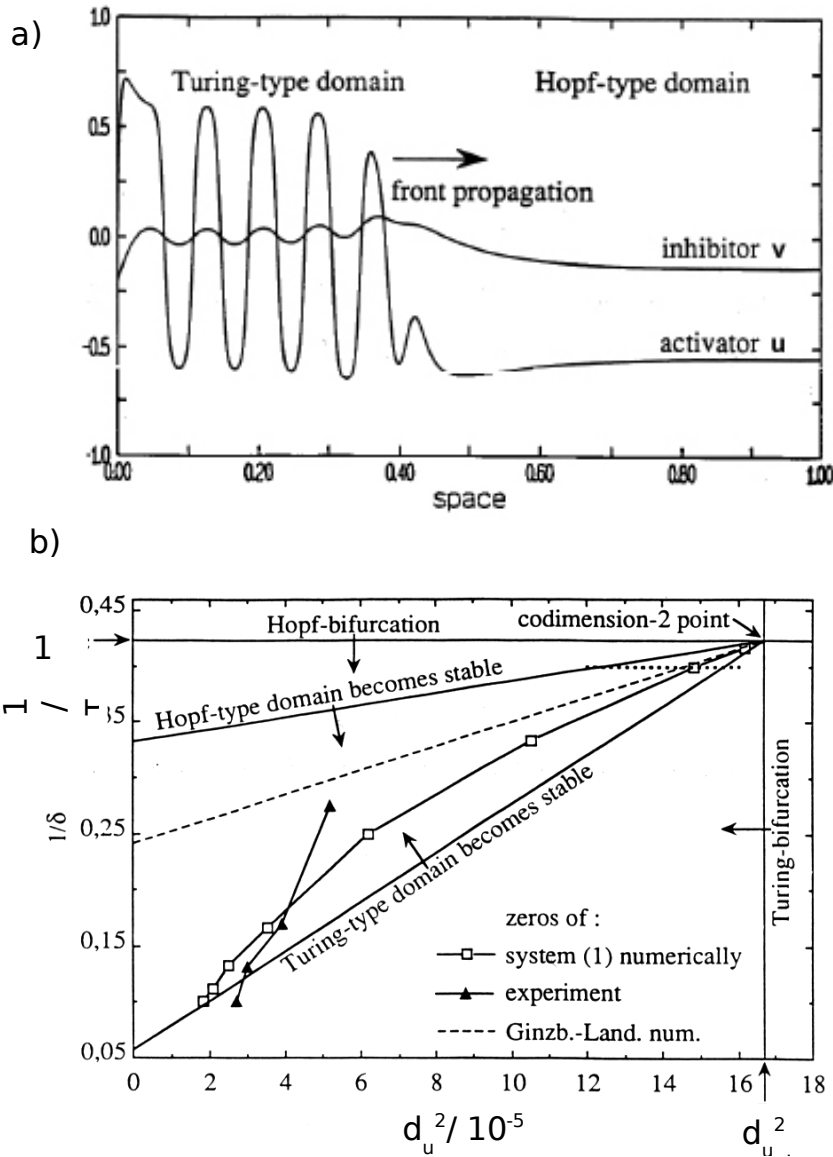 a)
1.0
0.5
0.0
-0.5
-1.0
Turing-type domain
Hopf-type domain
front propagation
inhibitor v
activator u
0.00
0.20
0.40
0.60
0.80
1.00
space
b)
0,45
1
1
/
T
,35
0,25
1/δ
0,15
0,05
Hopf-bifurcation
codimension-2 point
Hopf-type domain becomes stable
Turing-type domain becomes stable
Turing-bifurcation
zeros of :
system (1) numerically
experiment
Ginzb.-Land. num.
0
2
4
6
8
10
12
14
16
18
d_u^2 / 10^-5
d_u^2